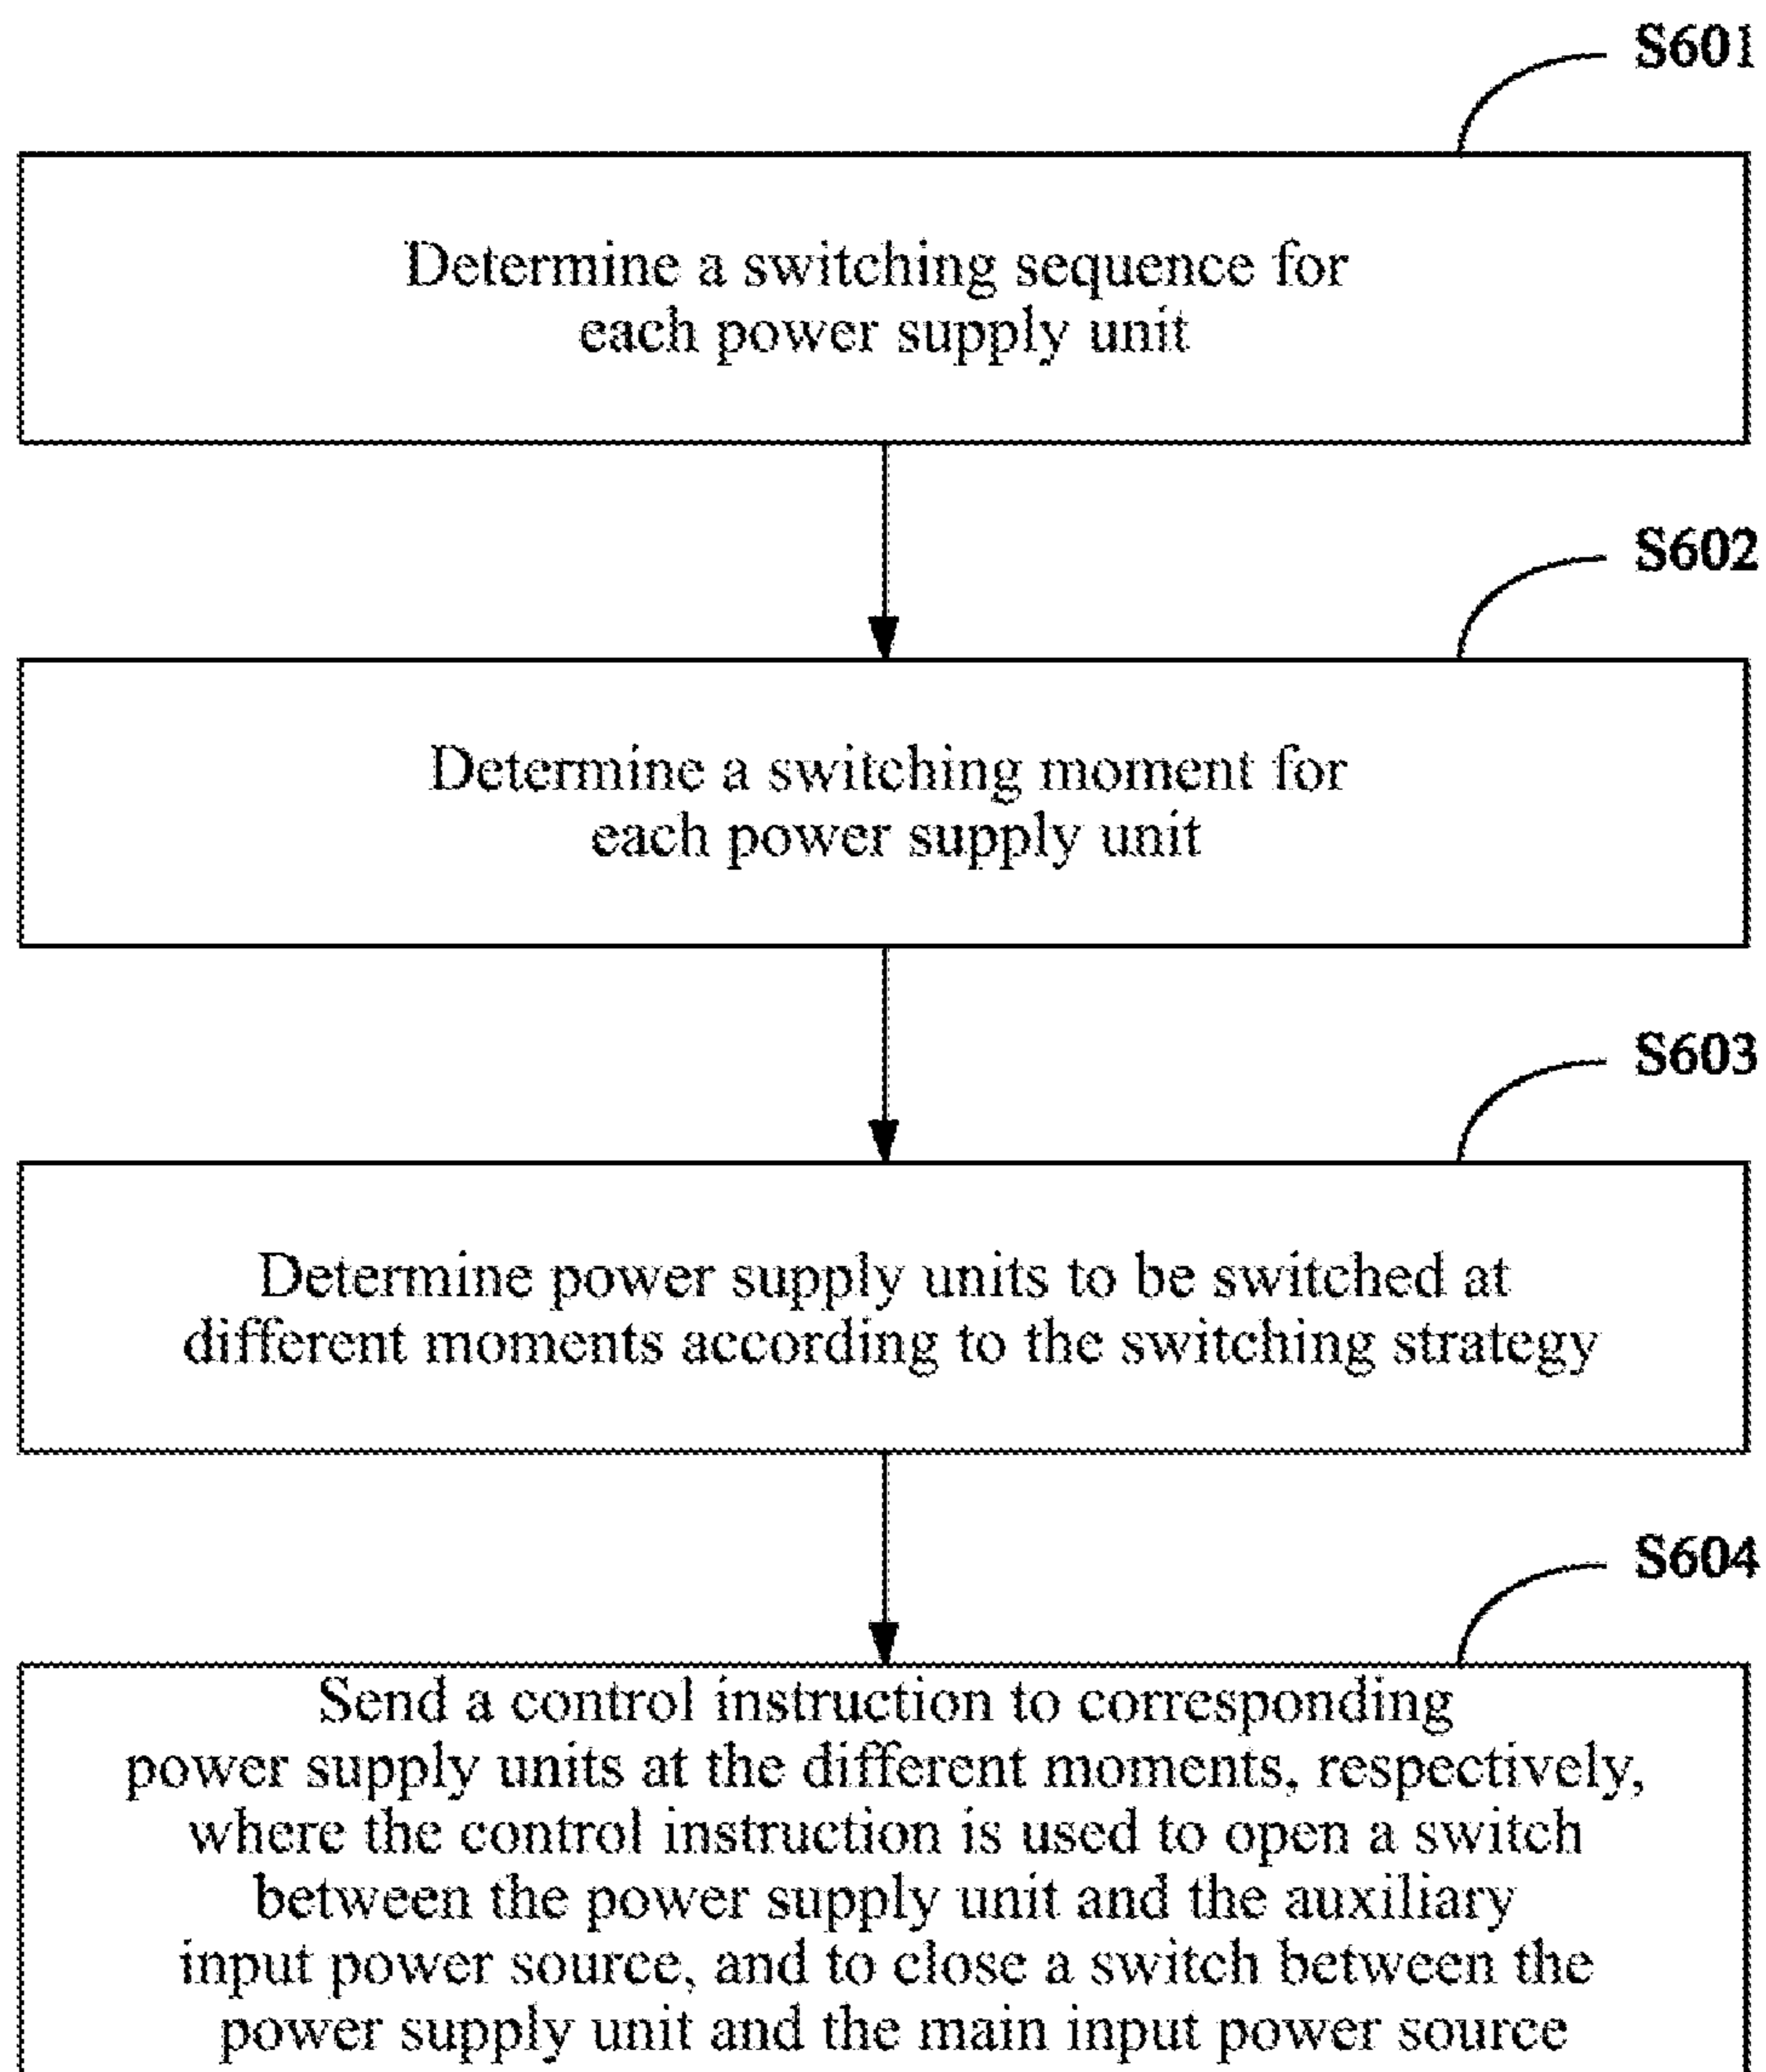 S601
Determine a switching sequence for
each power supply unit
S602
Determine a switching moment for
each power supply unit
S603
Determine power supply units to be switched at
different moments according to the switching strategy
S604
Send a control instruction to corresponding
power supply units at the different moments, respectively,
where the control instruction is used to open a switch
between the power supply unit and the auxiliary
input power source, and to close a switch between the
power supply unit and the main input power source